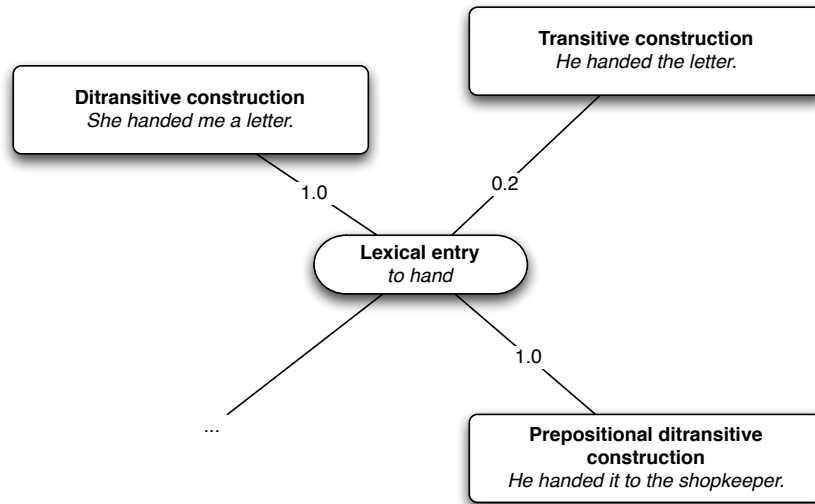 Transitive construction
He handed the letter.
Ditransitive construction
She handed me a letter.
1.0
0.2
Lexical entry
to hand
1.0
...
Prepositional ditransitive
construction
He handed it to the shopkeeper.